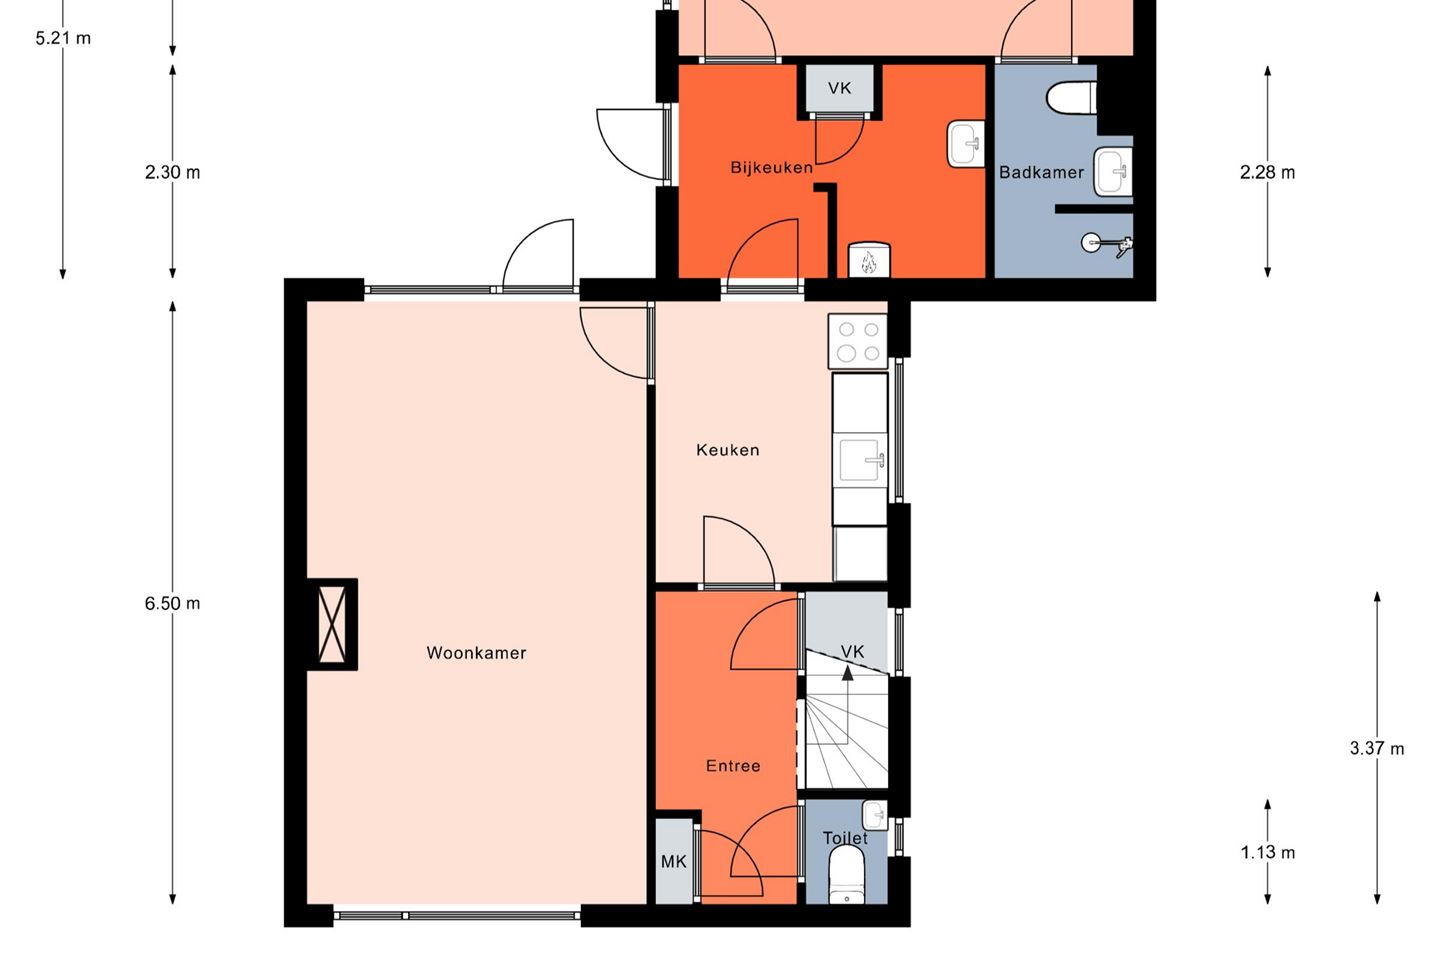 5.21 m
VK
Bijkeuken
2.30 m
Badkamer
2.28 m
Keuken
6.50 m
Woonkamer
VK
3.37 m
Entree
Toilet
1.13 m
MK